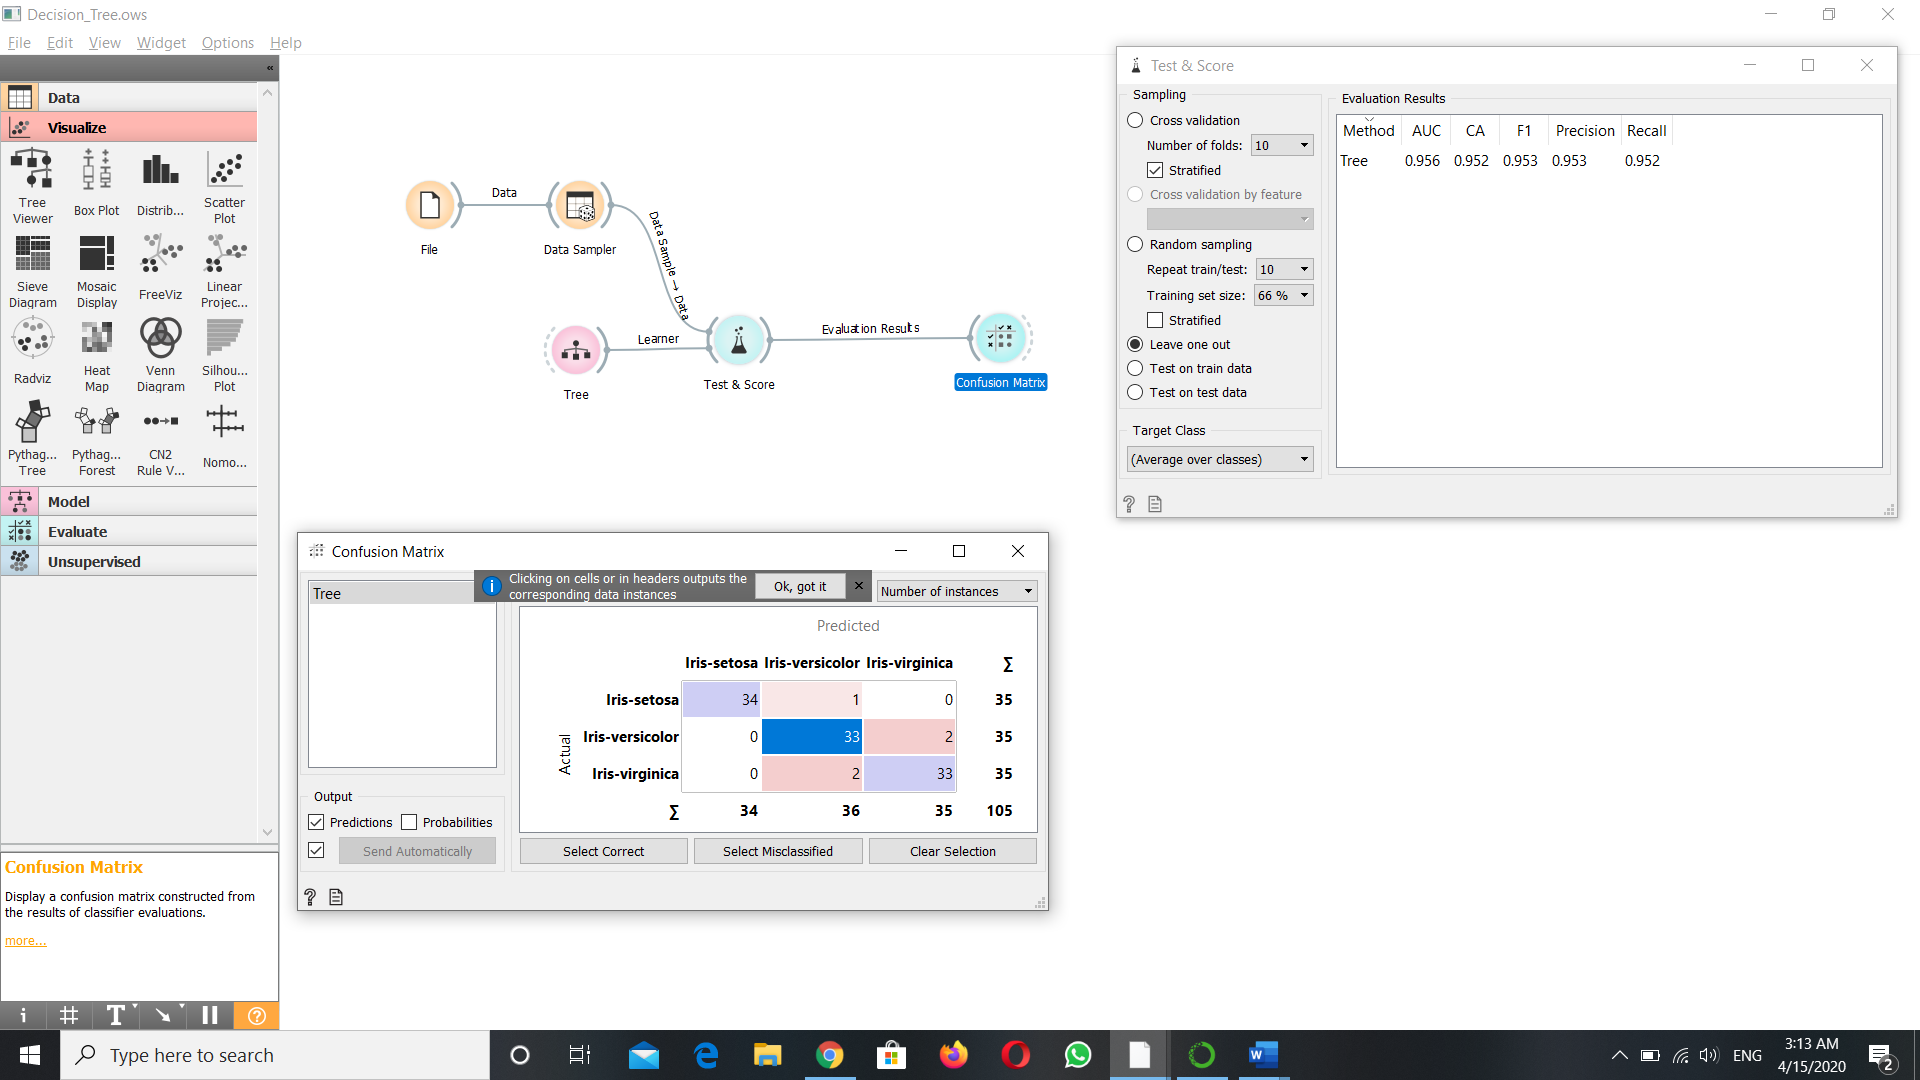 Decision_Tree.ows
File Edit View Widget Options Help
«
Data
Visualize
Tree Viewer
Box Plot
Distrib...
Scatter Plot
Sieve Diagram
Mosaic Display
FreeViz
Linear Projec...
Radviz
Heat Map
Venn Diagram
Silhou... Plot
Pythag... Tree
Pythag... Forest
CN2 Rule V...
Nomo...
Model
Evaluate
Unsupervised
Confusion Matrix
Display a confusion matrix constructed from
the results of classifier evaluations.
more...
File
Data
Data Sampler
Data Sample → Data
Tree
Learner
Test & Score
Evaluation Results
Confusion Matrix
Test & Score
Sampling
Cross validation
Number of folds: 10
Stratified
Cross validation by feature
Random sampling
Repeat train/test: 10
Training set size: 66 %
Stratified
Leave one out
Test on train data
Test on test data
Target Class
(Average over classes)
Evaluation Results
Method AUC CA F1 Precision Recall
Tree 0.956 0.952 0.953 0.953 0.952
?
Confusion Matrix
Tree
Clicking on cells or in headers outputs the
corresponding data instances
Ok, got it
Number of instances
Predicted
Iris-setosa Iris-versicolor Iris-virginica ∑
Actual
Iris-setosa 34 1 0 35
Iris-versicolor 0 33 2 35
Iris-virginica 0 2 33 35
∑ 34 36 35 105
Output
Predictions Probabilities
Send Automatically
Select Correct Select Misclassified Clear Selection
?
Type here to search
ENG
3:13 AM
4/15/2020
2